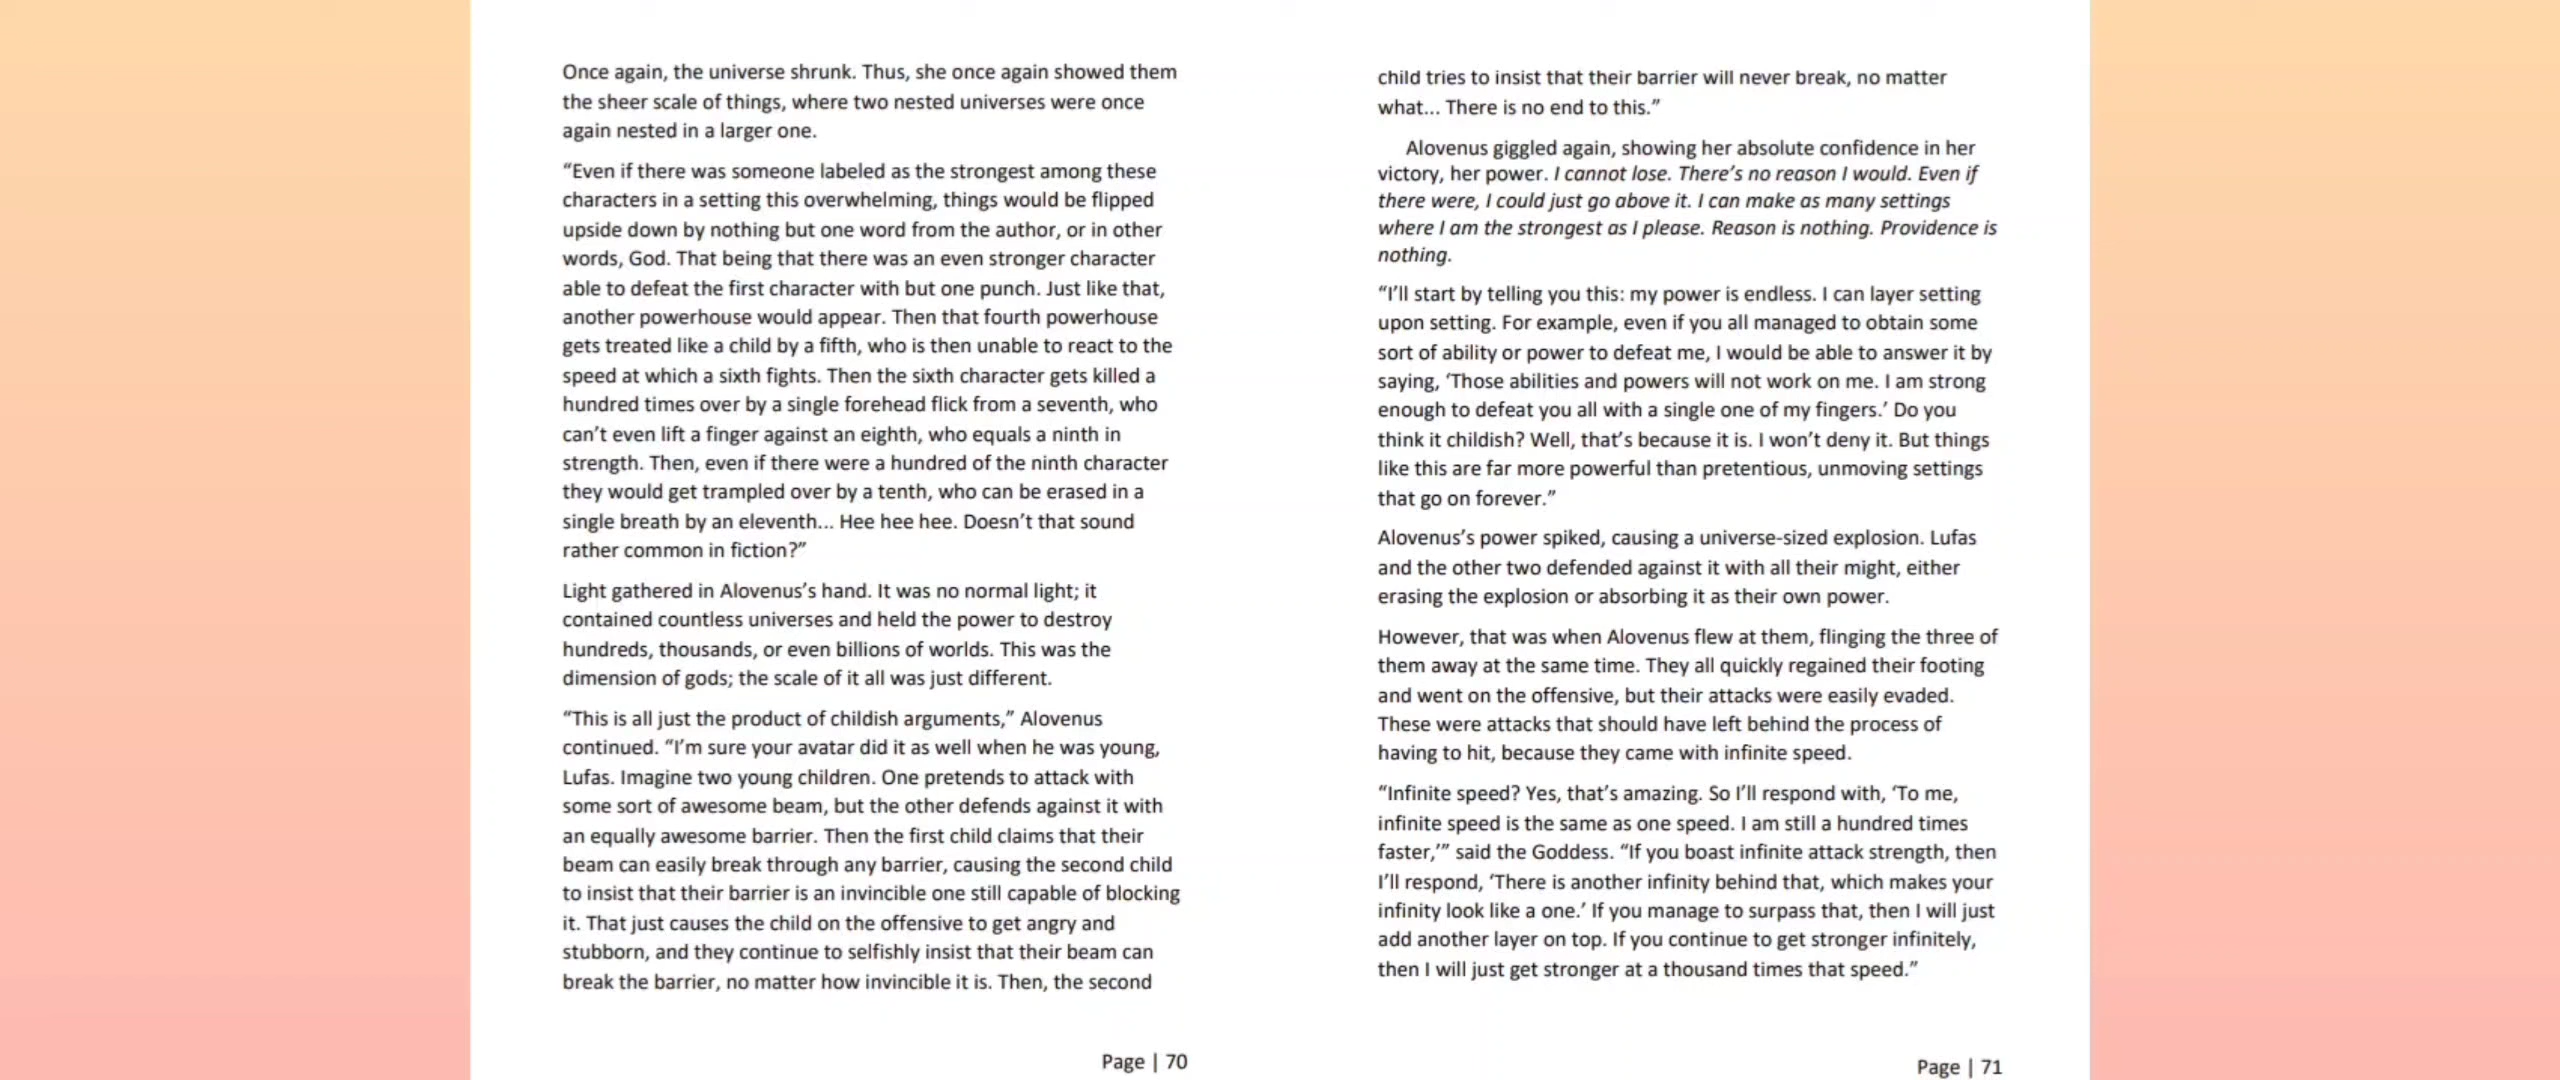 Once again, the universe shrunk. Thus, she once again showed them
the sheer scale of things, where two nested universes were once
again nested in a larger one.
“Even if there was someone labeled as the strongest among these
characters in a setting this overwhelming, things would be flipped
upside down by nothing but one word from the author, or in other
words, God. That being that there was an even stronger character
able to defeat the first character with but one punch. Just like that,
another powerhouse would appear. Then that fourth powerhouse
gets treated like a child by a fifth, who is then unable to react to the
speed at which a sixth fights. Then the sixth character gets killed a
hundred times over by a single forehead flick from a seventh, who
can’t even lift a finger against an eighth, who equals a ninth in
strength. Then, even if there were a hundred of the ninth character
they would get trampled over by a tenth, who can be erased in a
single breath by an eleventh... Hee hee hee. Doesn’t that sound
rather common in fiction?”
Light gathered in Alovenus’s hand. It was no normal light; it
contained countless universes and held the power to destroy
hundreds, thousands, or even billions of worlds. This was the
dimension of gods; the scale of it all was just different.
“This is all just the product of childish arguments,” Alovenus
continued. “I’m sure your avatar did it as well when he was young,
Lufas. Imagine two young children. One pretends to attack with
some sort of awesome beam, but the other defends against it with
an equally awesome barrier. Then the first child claims that their
beam can easily break through any barrier, causing the second child
to insist that their barrier is an invincible one still capable of blocking
it. That just causes the child on the offensive to get angry and
stubborn, and they continue to selfishly insist that their beam can
break the barrier, no matter how invincible it is. Then, the second
Page | 70
child tries to insist that their barrier will never break, no matter
what... There is no end to this.”
Alovenus giggled again, showing her absolute confidence in her
victory, her power. I cannot lose. There’s no reason I would. Even if
there were, I could just go above it. I can make as many settings
where I am the strongest as I please. Reason is nothing. Providence is
nothing.
“I’ll start by telling you this: my power is endless. I can layer setting
upon setting. For example, even if you all managed to obtain some
sort of ability or power to defeat me, I would be able to answer it by
saying, ‘Those abilities and powers will not work on me. I am strong
enough to defeat you all with a single one of my fingers.’ Do you
think it childish? Well, that’s because it is. I won’t deny it. But things
like this are far more powerful than pretentious, unmoving settings
that go on forever.”
Alovenus’s power spiked, causing a universe-sized explosion. Lufas
and the other two defended against it with all their might, either
erasing the explosion or absorbing it as their own power.
However, that was when Alovenus flew at them, flinging the three of
them away at the same time. They all quickly regained their footing
and went on the offensive, but their attacks were easily evaded.
These were attacks that should have left behind the process of
having to hit, because they came with infinite speed.
“Infinite speed? Yes, that’s amazing. So I’ll respond with, ‘To me,
infinite speed is the same as one speed. I am still a hundred times
faster,’” said the Goddess. “If you boast infinite attack strength, then
I’ll respond, ‘There is another infinity behind that, which makes your
infinity look like a one.’ If you manage to surpass that, then I will just
add another layer on top. If you continue to get stronger infinitely,
then I will just get stronger at a thousand times that speed.”
Page | 71